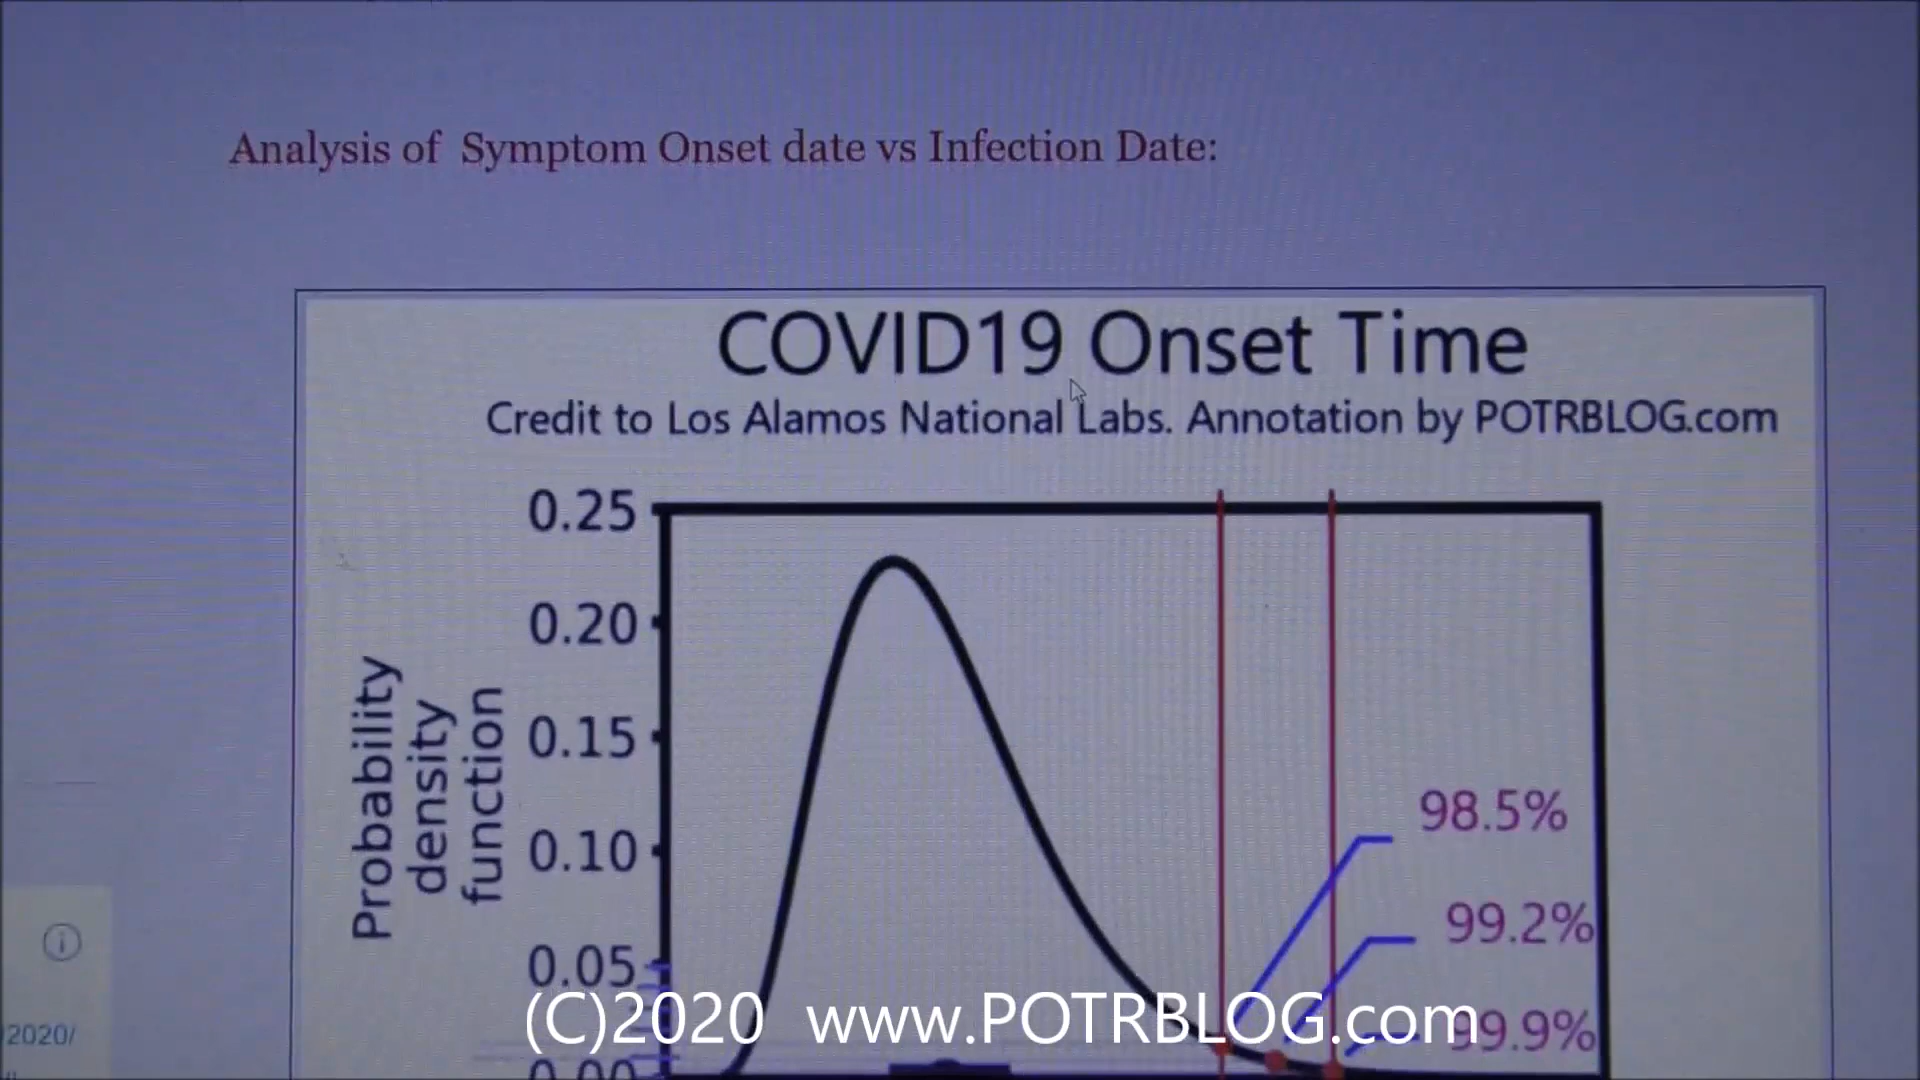 Analysis of Symptom Onset date vs Infection Date:
COVID19 Onset Time
Credit to Los Alamos National Labs. Annotation by POTRBLOG.com
0.25
0.20
0.15
0.10
0.05
0.00
Probability
density
function
98.5%
99.2%
99.9%
2020/
(C)2020 www.POTRBLOG.com